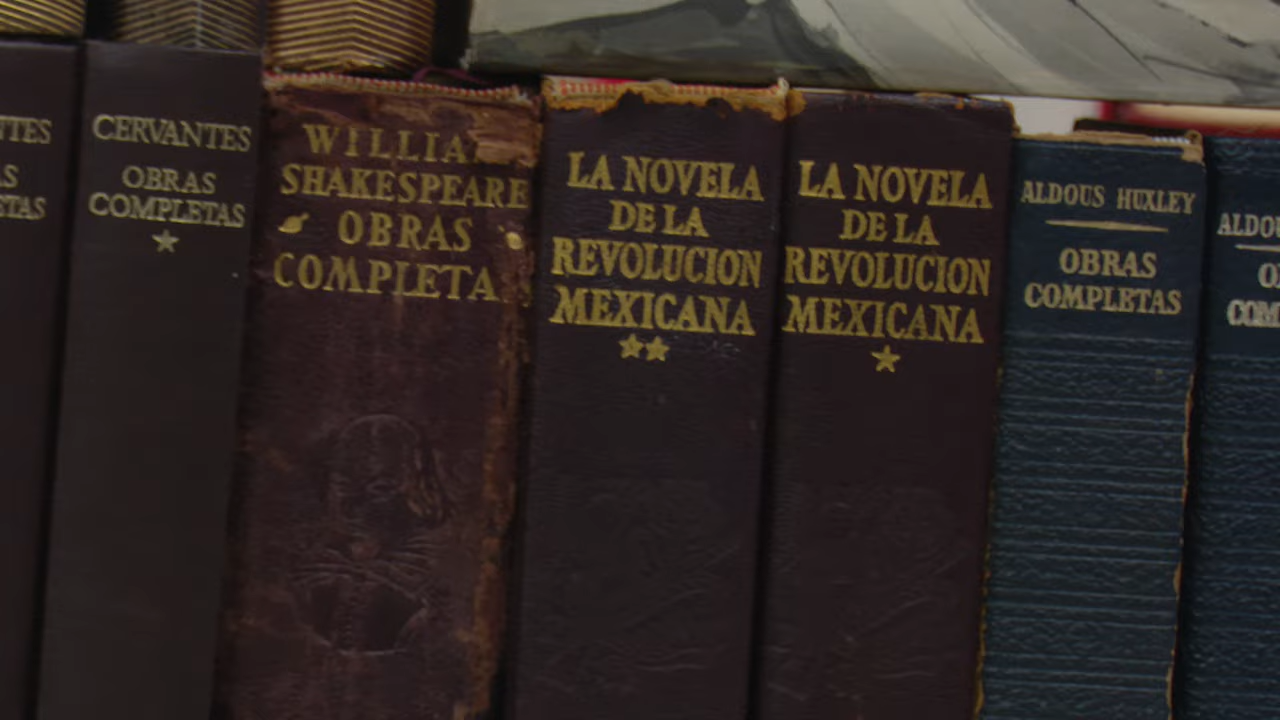 CERVANTES
OBRAS
COMPLETAS
WILLIA
SHAKESPEARE
OBRAS
COMPLETA
LA NOVELA
DE LA
REVOLUCION
MEXICANA
LA NOVELA
DE LA
REVOLUCION
MEXICANA
ALDOUS HUXLEY
OBRAS
COMPLETAS